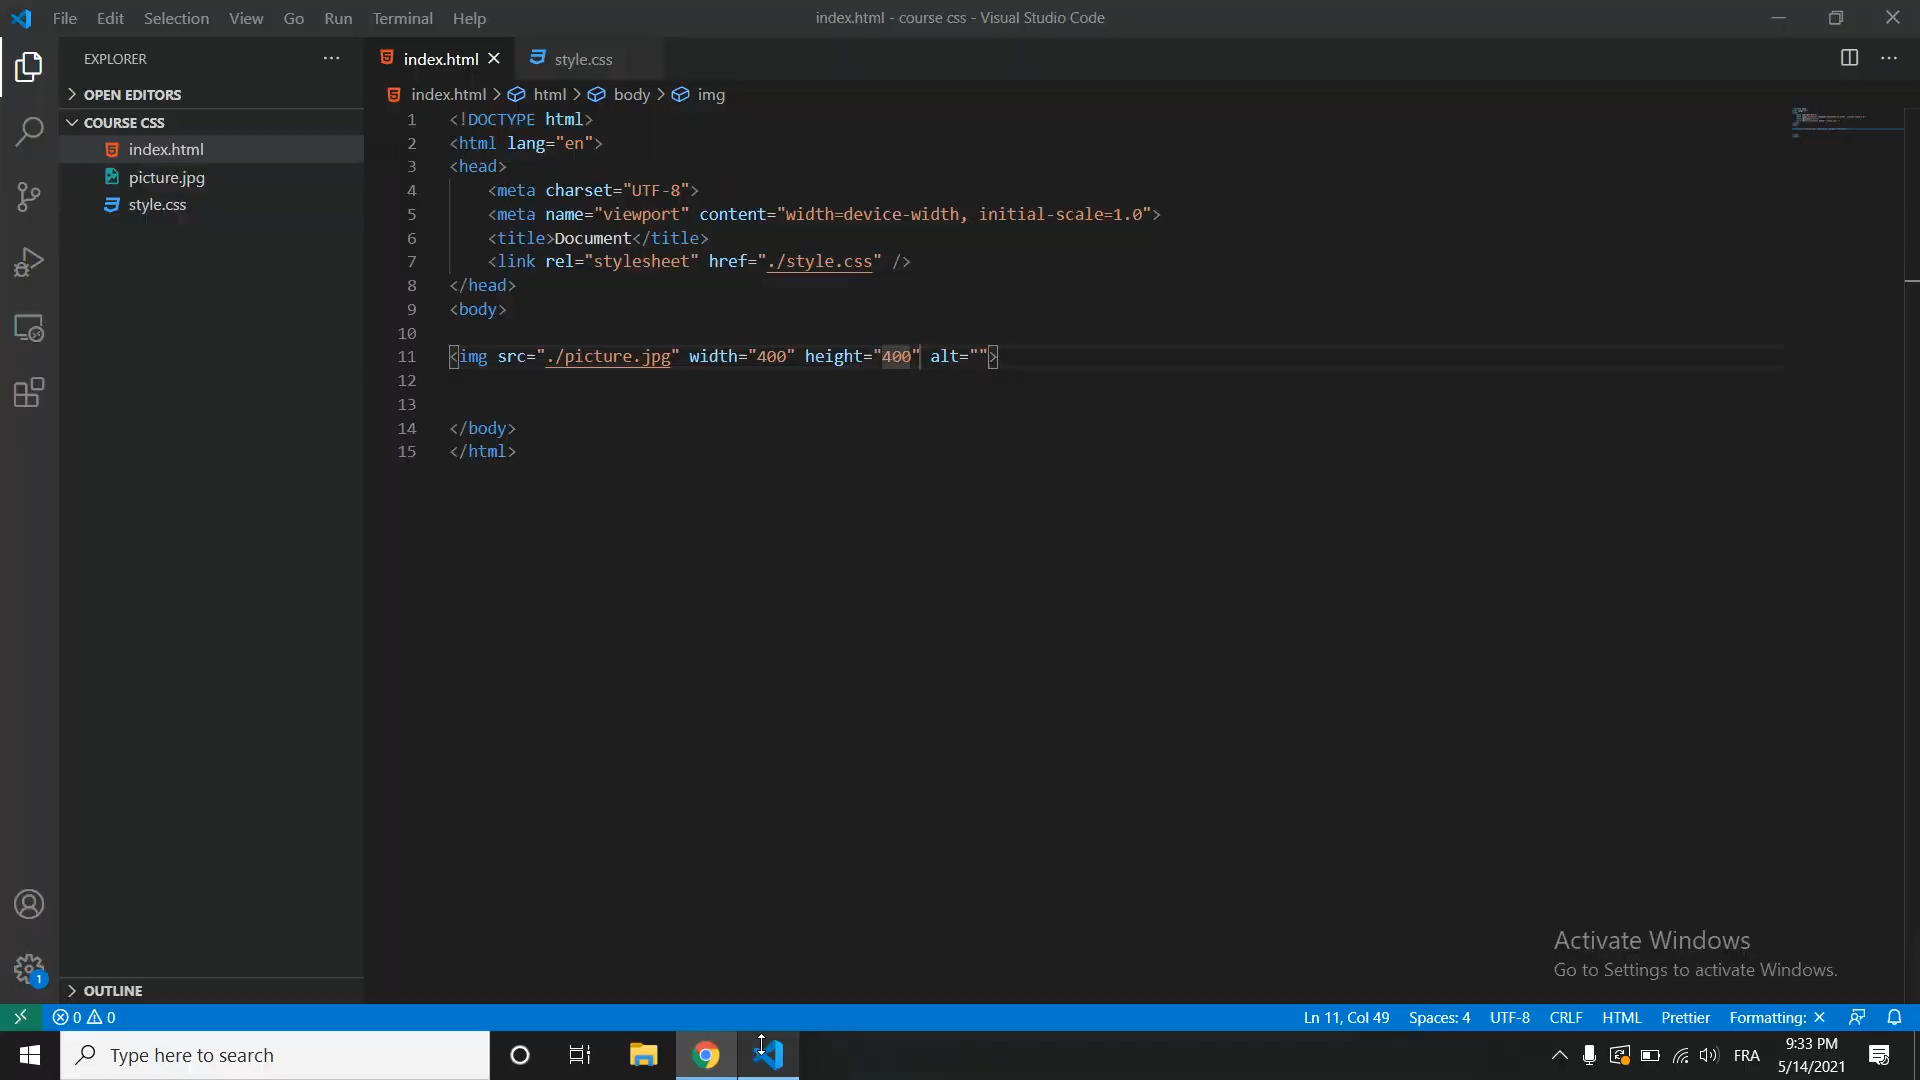 File Edit Selection View Go Run Terminal Help
index.html - course css - Visual Studio Code
EXPLORER
index.html
style.css
OPEN EDITORS
index.html > html > body > img
COURSE CSS
index.html
picture.jpg
style.css
1 <!DOCTYPE html>
2 <html lang="en">
3 <head>
4 <meta charset="UTF-8">
5 <meta name="viewport" content="width=device-width, initial-scale=1.0">
6 <title>Document</title>
7 <link rel="stylesheet" href="./style.css" />
8 </head>
9 <body>
10
11 <img src="./picture.jpg" width="400" height="400" alt="">
12
13
14 </body>
15 </html>
Activate Windows
Go to Settings to activate Windows.
1
OUTLINE
0 0
Ln 11, Col 49 Spaces: 4 UTF-8 CRLF HTML Prettier Formatting: ✕
Type here to search
FRA
9:33 PM
5/14/2021